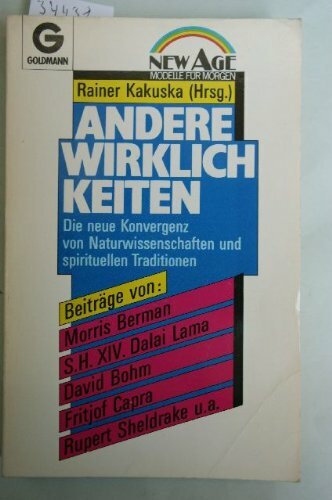 34431
G
GOLDMANN
NEW AGE
MODELLE FÜR MORGEN
Rainer Kakuska (Hrsg.)
ANDERE
WIRKLICH
KEITEN
Die neue Konvergenz
von Naturwissenschaften und
spirituellen Traditionen
Beiträge von:
Morris Berman
S.H. XIV. Dalai Lama
David Bohm
Fritjof Capra
Rupert Sheldrake u.a.